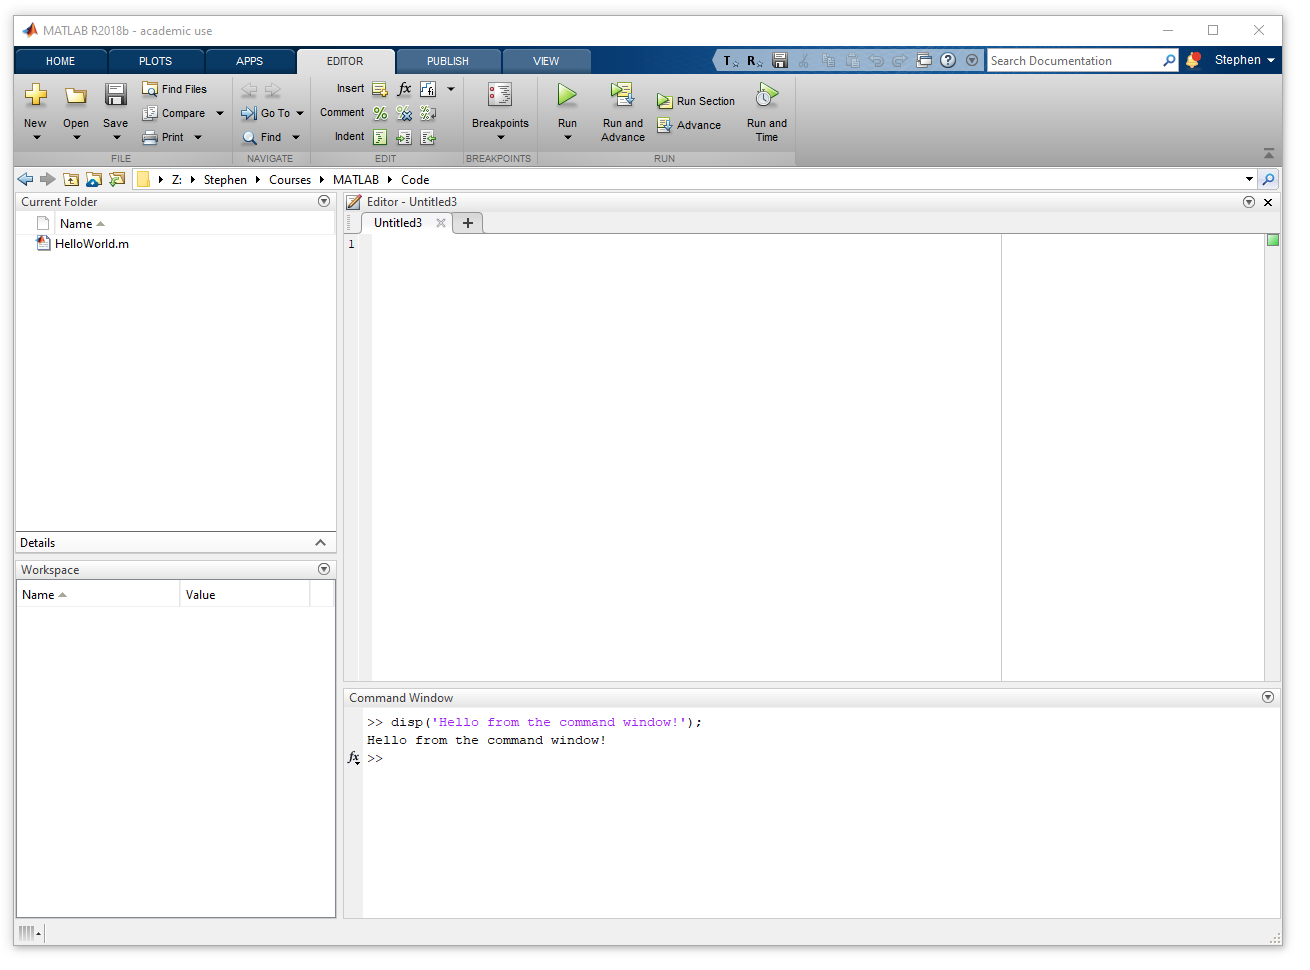 MATLAB R2018b - academic use
HOME PLOTS APPS EDITOR PUBLISH VIEW
Search Documentation
Stephen
New
Open
Save
Find Files
Compare
Print
FILE
Go To
Find
NAVIGATE
Insert
Comment
Indent
EDIT
Breakpoints
BREAKPOINTS
Run
Run and
Advance
Run Section
Advance
Run and
Time
RUN
Z: Stephen Courses MATLAB Code
Current Folder
Name
HelloWorld.m
Details
Workspace
Name Value
Editor - Untitled3
Untitled3
1
Command Window
>> disp('Hello from the command window!');
Hello from the command window!
fx >>